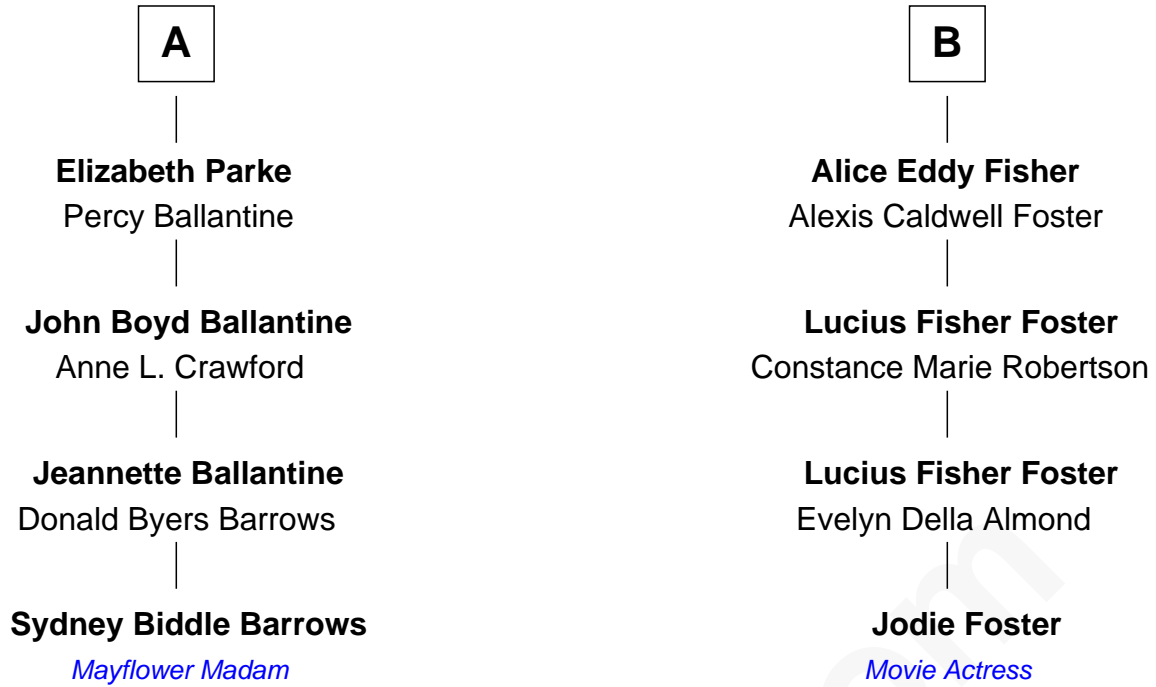 A
Elizabeth Parke
Percy Ballantine
John Boyd Ballantine
Anne L. Crawford
Jeannette Ballantine
Donald Byers Barrows
Sydney Biddle Barrows
Mayflower Madam
B
Alice Eddy Fisher
Alexis Caldwell Foster
Lucius Fisher Foster
Constance Marie Robertson
Lucius Fisher Foster
Evelyn Della Almond
Jodie Foster
Movie Actress